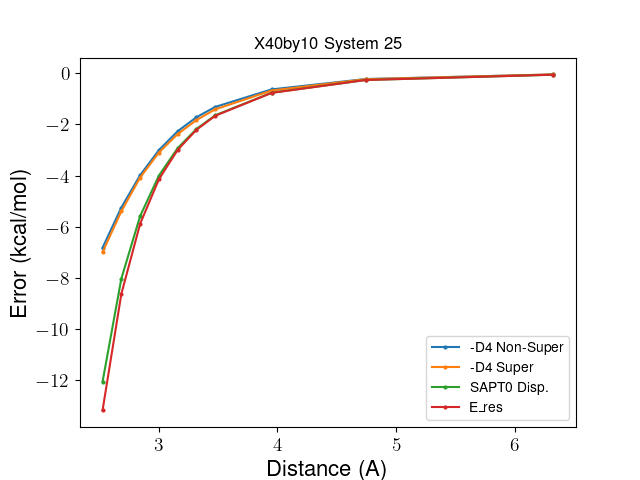 X40by10 System 25
0
−2
−4
−6
−8
−10
−12
Error (kcal/mol)
3
4
5
6
Distance (A)
-D4 Non-Super
-D4 Super
SAPT0 Disp.
E_res